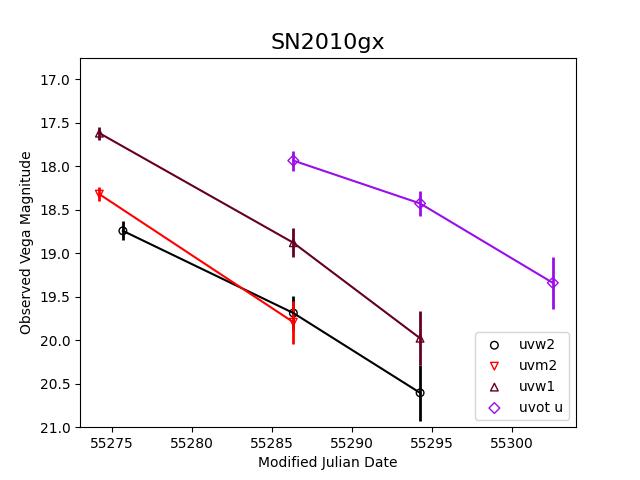 SN2010gx
17.0
17.5
18.0
18.5
19.0
19.5
20.0
20.5
21.0
Observed Vega Magnitude
uvw2
uvm2
uvw1
uvot u
55275 55280 55285 55290 55295 55300
Modified Julian Date